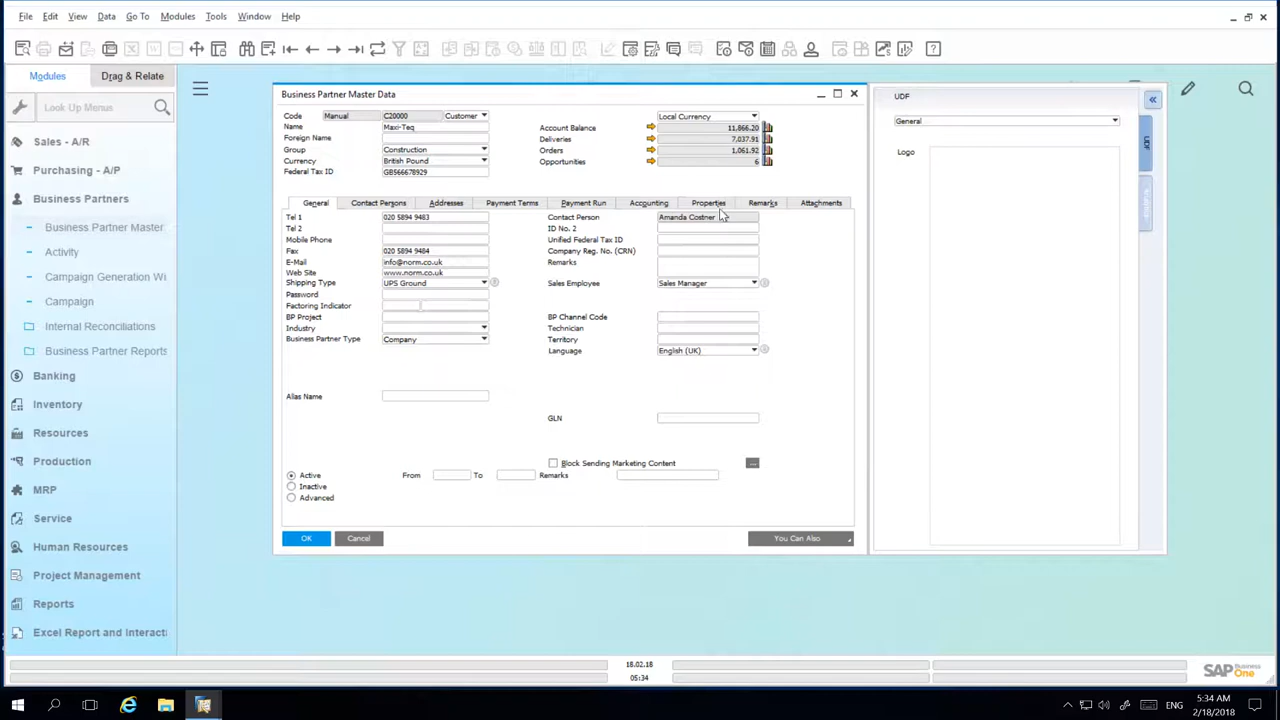 File Edit View Data Go To Modules Tools Window Help
Modules Drag & Relate
Look Up Menus
Sales - A/R
Purchasing - A/P
Business Partners
Business Partner Master
Activity
Campaign Generation Wi
Campaign
Internal Reconciliations
Business Partner Reports
Banking
Inventory
Resources
Production
MRP
Service
Human Resources
Project Management
Reports
Excel Report and Interacti
Business Partner Master Data
Code Manual C20000 Customer
Name Maxi-Teq
Foreign Name
Group Construction
Currency British Pound
Federal Tax ID GB566678929
Local Currency
Account Balance 11,866.20
Deliveries 7,037.91
Orders 1,061.92
Opportunities 6
General Contact Persons Addresses Payment Terms Payment Run Accounting Properties Remarks Attachments
Tel 1 020 5894 9483
Tel 2
Mobile Phone
Fax 020 5894 9484
E-Mail info@norm.co.uk
Web Site www.norm.co.uk
Shipping Type UPS Ground
Password
Factoring Indicator
BP Project
Industry
Business Partner Type Company
Alias Name
Contact Person Amanda Costner
ID No. 2
Unified Federal Tax ID
Company Reg. No. (CRN)
Remarks
Sales Employee Sales Manager
BP Channel Code
Technician
Territory
Language English (UK)
GLN
Block Sending Marketing Content ...
Active From To Remarks
Inactive
Advanced
OK Cancel You Can Also
UDF
General
Logo
UDF
18.02.18
05:34
SAP Business One
ENG 5:34 AM
2/18/2018